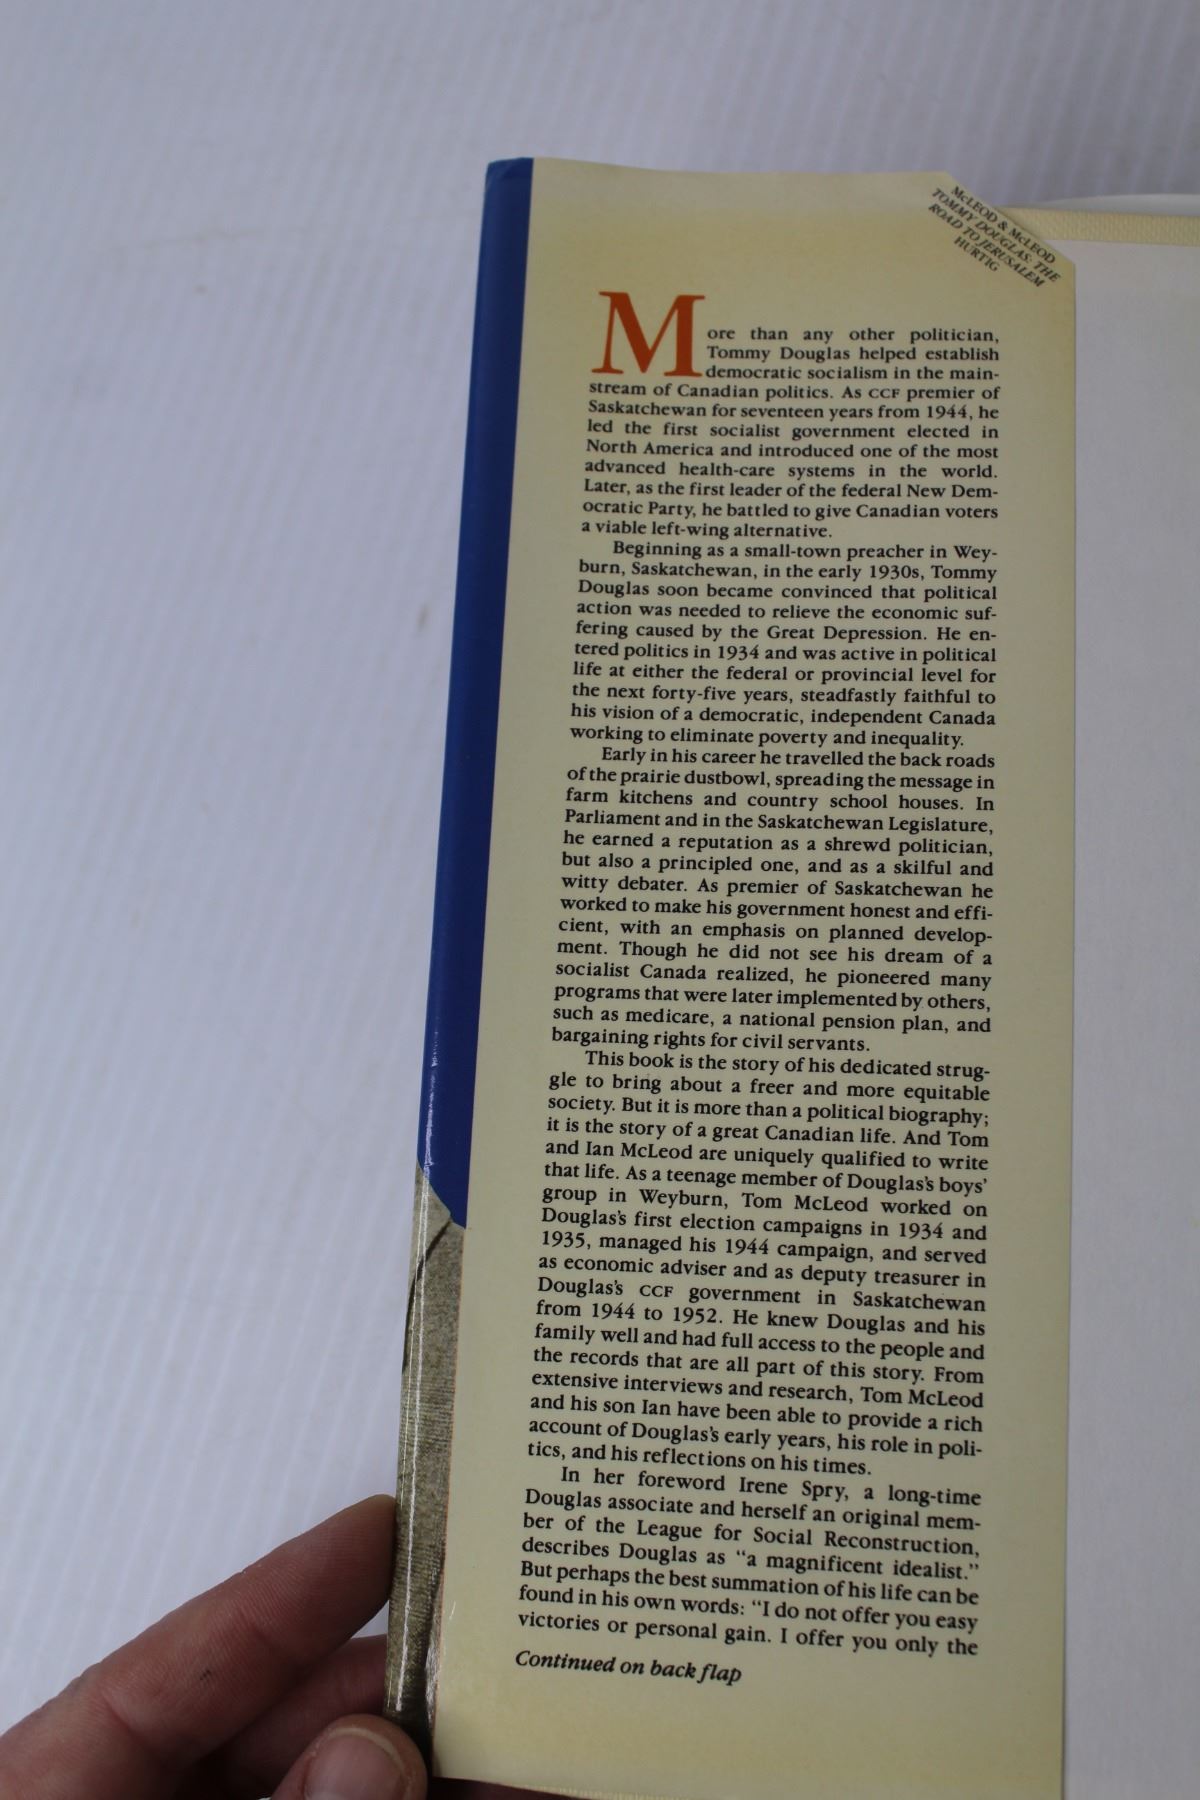 McLEOD & McLEOD
TOMMY DOUGLAS: THE
ROAD TO JERUSALEM
HURTIG
More than any other politician,
Tommy Douglas helped establish
democratic socialism in the main-
stream of Canadian politics. As CCF premier of
Saskatchewan for seventeen years from 1944, he
led the first socialist government elected in
North America and introduced one of the most
advanced health-care systems in the world.
Later, as the first leader of the federal New Dem-
ocratic Party, he battled to give Canadian voters
a viable left-wing alternative.
Beginning as a small-town preacher in Wey-
burn, Saskatchewan, in the early 1930s, Tommy
Douglas soon became convinced that political
action was needed to relieve the economic suf-
fering caused by the Great Depression. He en-
tered politics in 1934 and was active in political
life at either the federal or provincial level for
the next forty-five years, steadfastly faithful to
his vision of a democratic, independent Canada
working to eliminate poverty and inequality.
Early in his career he travelled the back roads
of the prairie dustbowl, spreading the message in
farm kitchens and country school houses. In
Parliament and in the Saskatchewan Legislature,
he earned a reputation as a shrewd politician,
but also a principled one, and as a skilful and
witty debater. As premier of Saskatchewan he
worked to make his government honest and effi-
cient, with an emphasis on planned develop-
ment. Though he did not see his dream of a
socialist Canada realized, he pioneered many
programs that were later implemented by others,
such as medicare, a national pension plan, and
bargaining rights for civil servants.
This book is the story of his dedicated strug-
gle to bring about a freer and more equitable
society. But it is more than a political biography;
it is the story of a great Canadian life. And Tom
and Ian McLeod are uniquely qualified to write
that life. As a teenage member of Douglas's boys'
group in Weyburn, Tom McLeod worked on
Douglas's first election campaigns in 1934 and
1935, managed his 1944 campaign, and served
as economic adviser and as deputy treasurer in
Douglas's CCF government in Saskatchewan
from 1944 to 1952. He knew Douglas and his
family well and had full access to the people and
the records that are all part of this story. From
extensive interviews and research, Tom McLeod
and his son Ian have been able to provide a rich
account of Douglas's early years, his role in poli-
tics, and his reflections on his times.
In her foreword Irene Spry, a long-time
Douglas associate and herself an original mem-
ber of the League for Social Reconstruction,
describes Douglas as "a magnificent idealist."
But perhaps the best summation of his life can be
found in his own words: "I do not offer you easy
victories or personal gain. I offer you only the
Continued on back flap